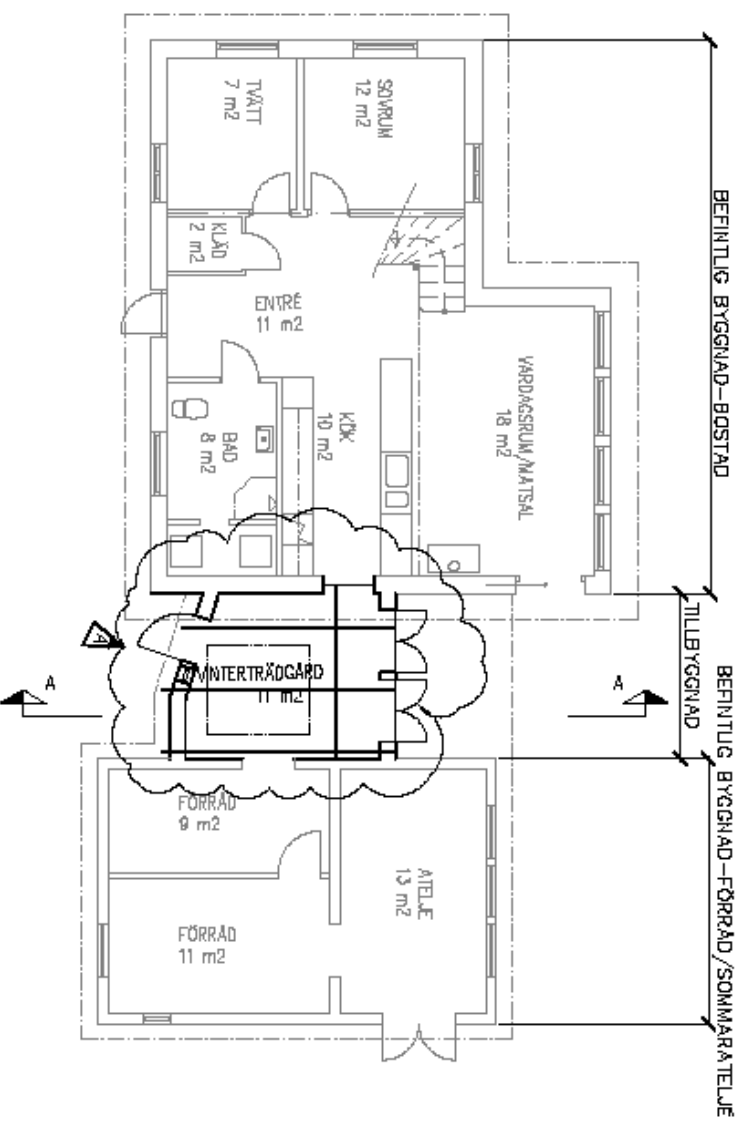 TVÄTT
7 m2
SOVRUM
12 m2
KLÄD
2 m2
ENTRÉ
11 m2
VARDAGSRUM/MATSAL
18 m2
KÖK
10 m2
BAD
8 m2
BEFINTLIG BYGGNAD-BOSTAD
TILLBYGGNAD
BEFINTLIG BYGGNAD-FÖRRÅD/SOMMARATELJE
A
VINTERTRÄDGÅRD
11 m2
A
A
FÖRRÅD
9 m2
ATELJE
13 m2
FÖRRÅD
11 m2